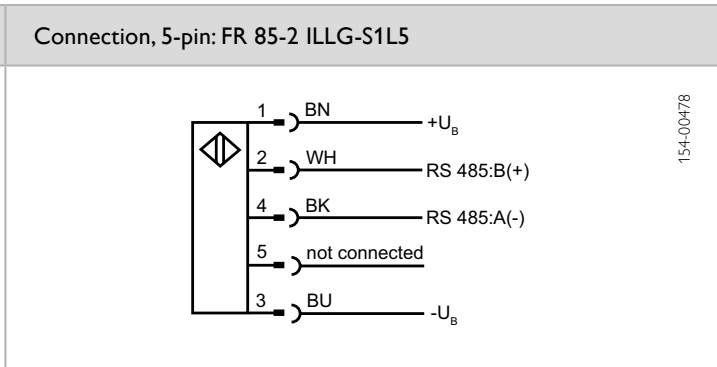 Connection, 5-pin: FR 85-2 ILLG-S1L5
154-00478
1 BN +U_B
2 WH RS 485:B(+)
4 BK RS 485:A(-)
5 not connected
3 BU -U_B